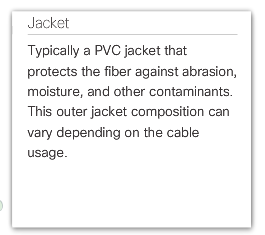 Jacket
Typically a PVC jacket that
protects the fiber against abrasion,
moisture, and other contaminants.
This outer jacket composition can
vary depending on the cable
usage.